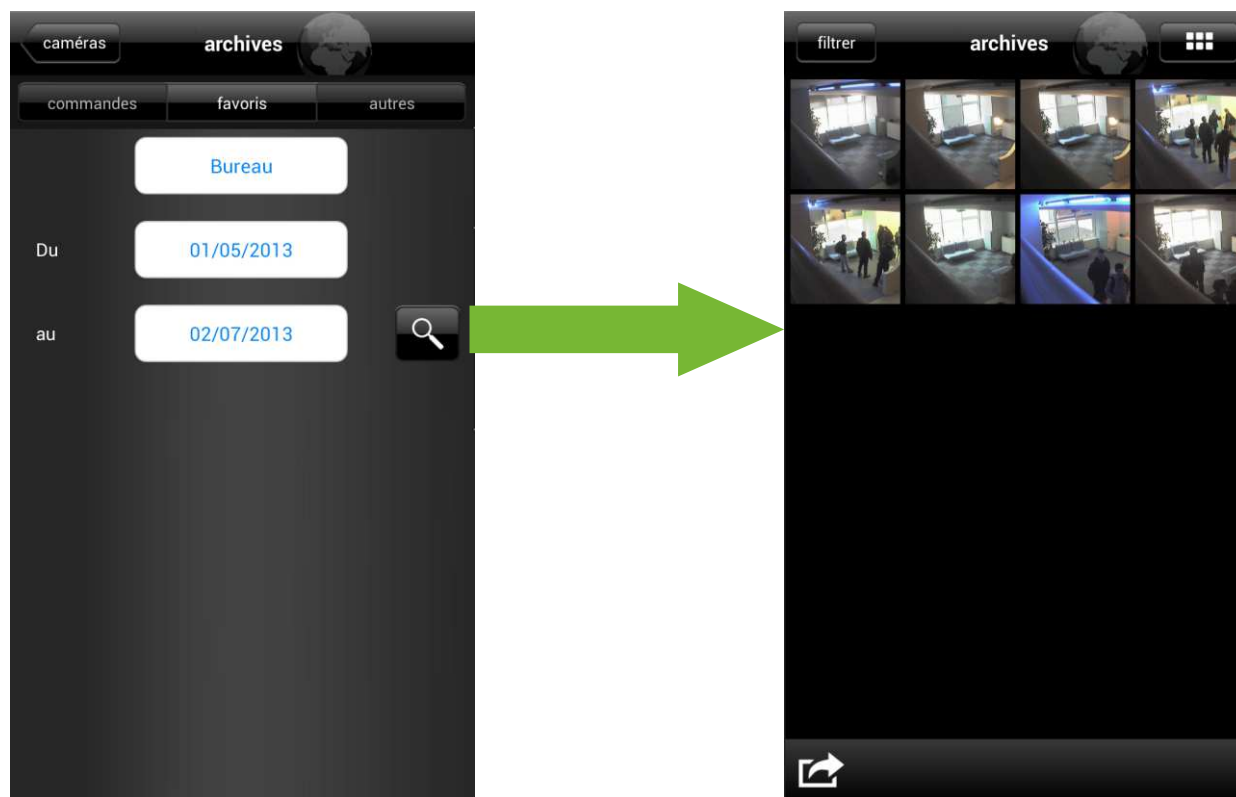 caméras archives
commandes favoris autres
Bureau
Du 01/05/2013
au 02/07/2013
filtrer archives